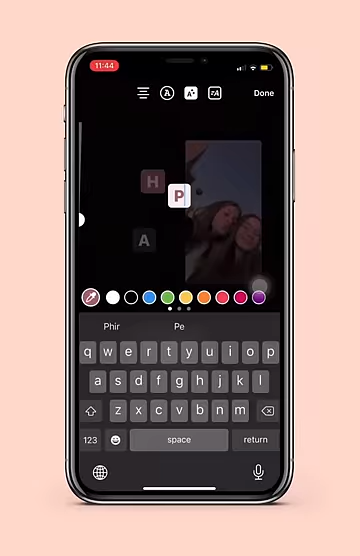 11:44
Done
H
P
A
Phir
Pe
q w e r t y u i o p
a s d f g h j k l
z x c v b n m
123 space return